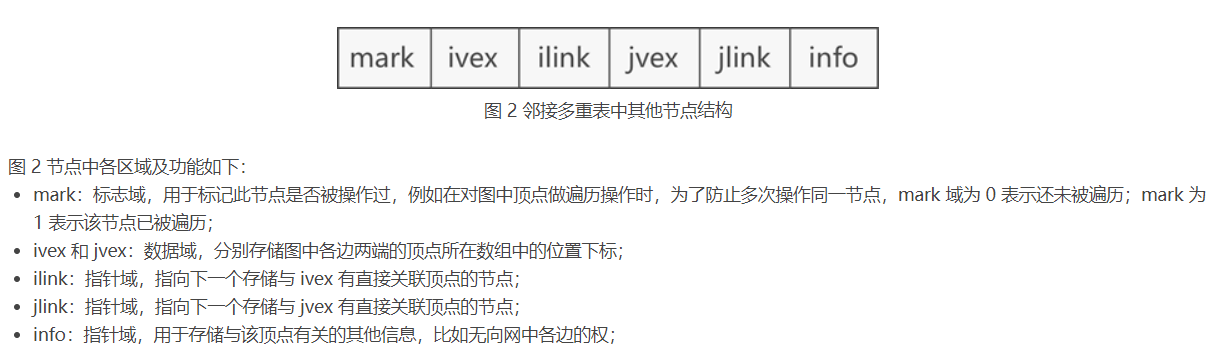 mark ivex ilink jvex jlink info
图 2 邻接多重表中其他节点结构
图 2 节点中各区域及功能如下：
• mark：标志域，用于标记此节点是否被操作过，例如在对图中顶点做遍历操作时，为了防止多次操作同一节点，mark 域为 0 表示还未被遍历；mark 为
1 表示该节点已被遍历；
• ivex 和 jvex：数据域，分别存储图中各边两端的顶点所在数组中的位置下标；
• ilink：指针域，指向下一个存储与 ivex 有直接关联顶点的节点；
• jlink：指针域，指向下一个存储与 jvex 有直接关联顶点的节点；
• info：指针域，用于存储与该顶点有关的其他信息，比如无向网中各边的权；